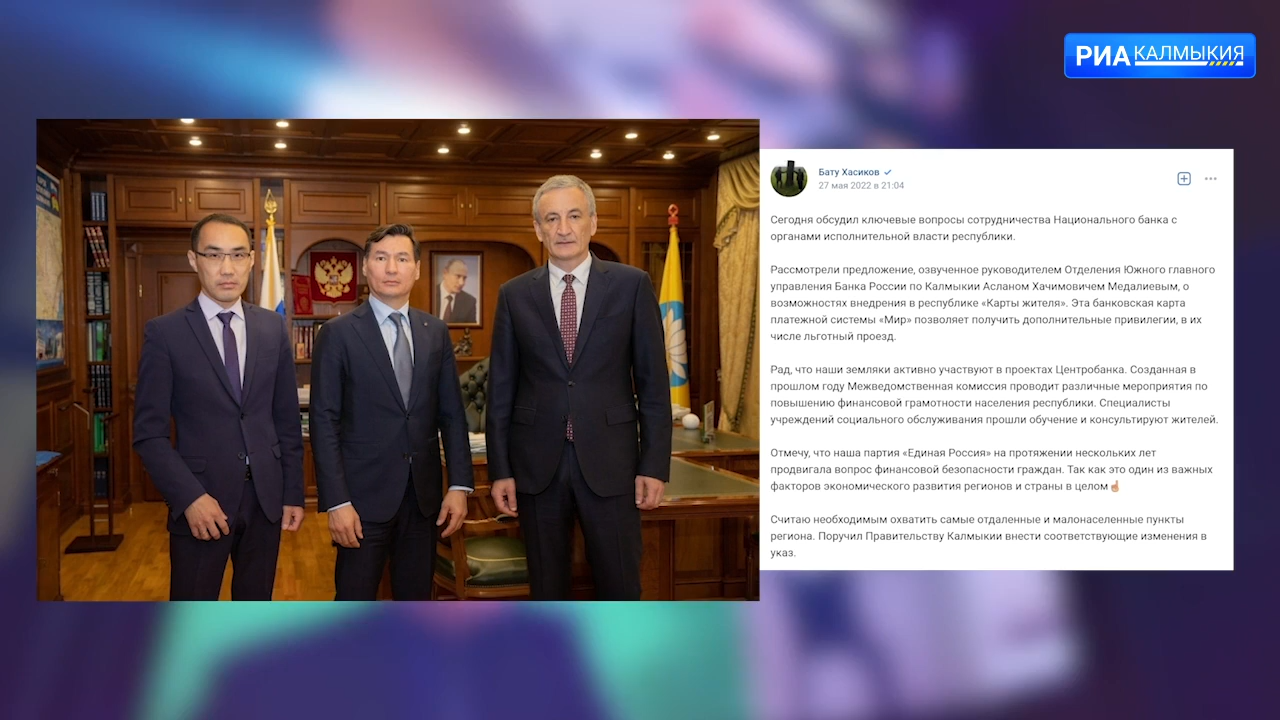 РИА КАЛМЫКИЯ
Бату Хасиков
27 мая 2022 в 21:04
Сегодня обсудил ключевые вопросы сотрудничества Национального банка с
органами исполнительной власти республики.
Рассмотрели предложение, озвученное руководителем Отделения Южного главного
управления Банка России по Калмыкии Асланом Хачимовичем Медалиевым, о
возможностях внедрения в республике «Карты жителя». Эта банковская карта
платежной системы «Мир» позволяет получить дополнительные привилегии, в их
числе льготный проезд.
Рад, что наши земляки активно участвуют в проектах Центробанка. Созданная в
прошлом году Межведомственная комиссия проводит различные мероприятия по
повышению финансовой грамотности населения республики. Специалисты
учреждений социального обслуживания прошли обучение и консультируют жителей.
Отмечу, что наша партия «Единая Россия» на протяжении нескольких лет
продвигала вопрос финансовой безопасности граждан. Так как это один из важных
факторов экономического развития регионов и страны в целом☝🏼
Считаю необходимым охватить самые отдаленные и малонаселенные пункты
региона. Поручил Правительству Калмыкии внести соответствующие изменения в
указ.